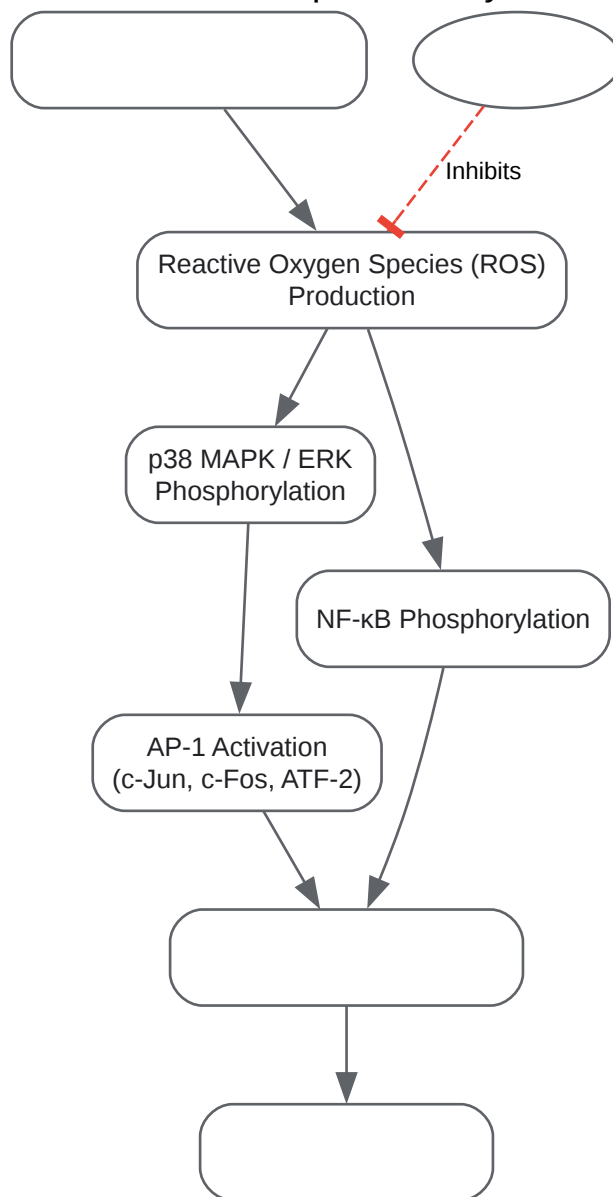 Inhibits
Reactive Oxygen Species (ROS)
Production
p38 MAPK / ERK
Phosphorylation
NF-κB Phosphorylation
AP-1 Activation
(c-Jun, c-Fos, ATF-2)